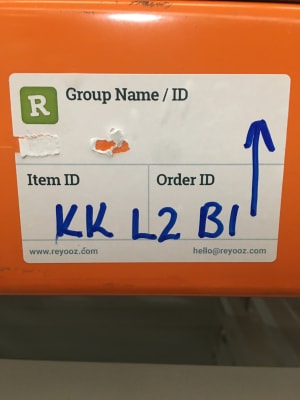 R Group Name / ID
Item ID Order ID
KK L2 B1
www.reyooz.com hello@reyooz.com